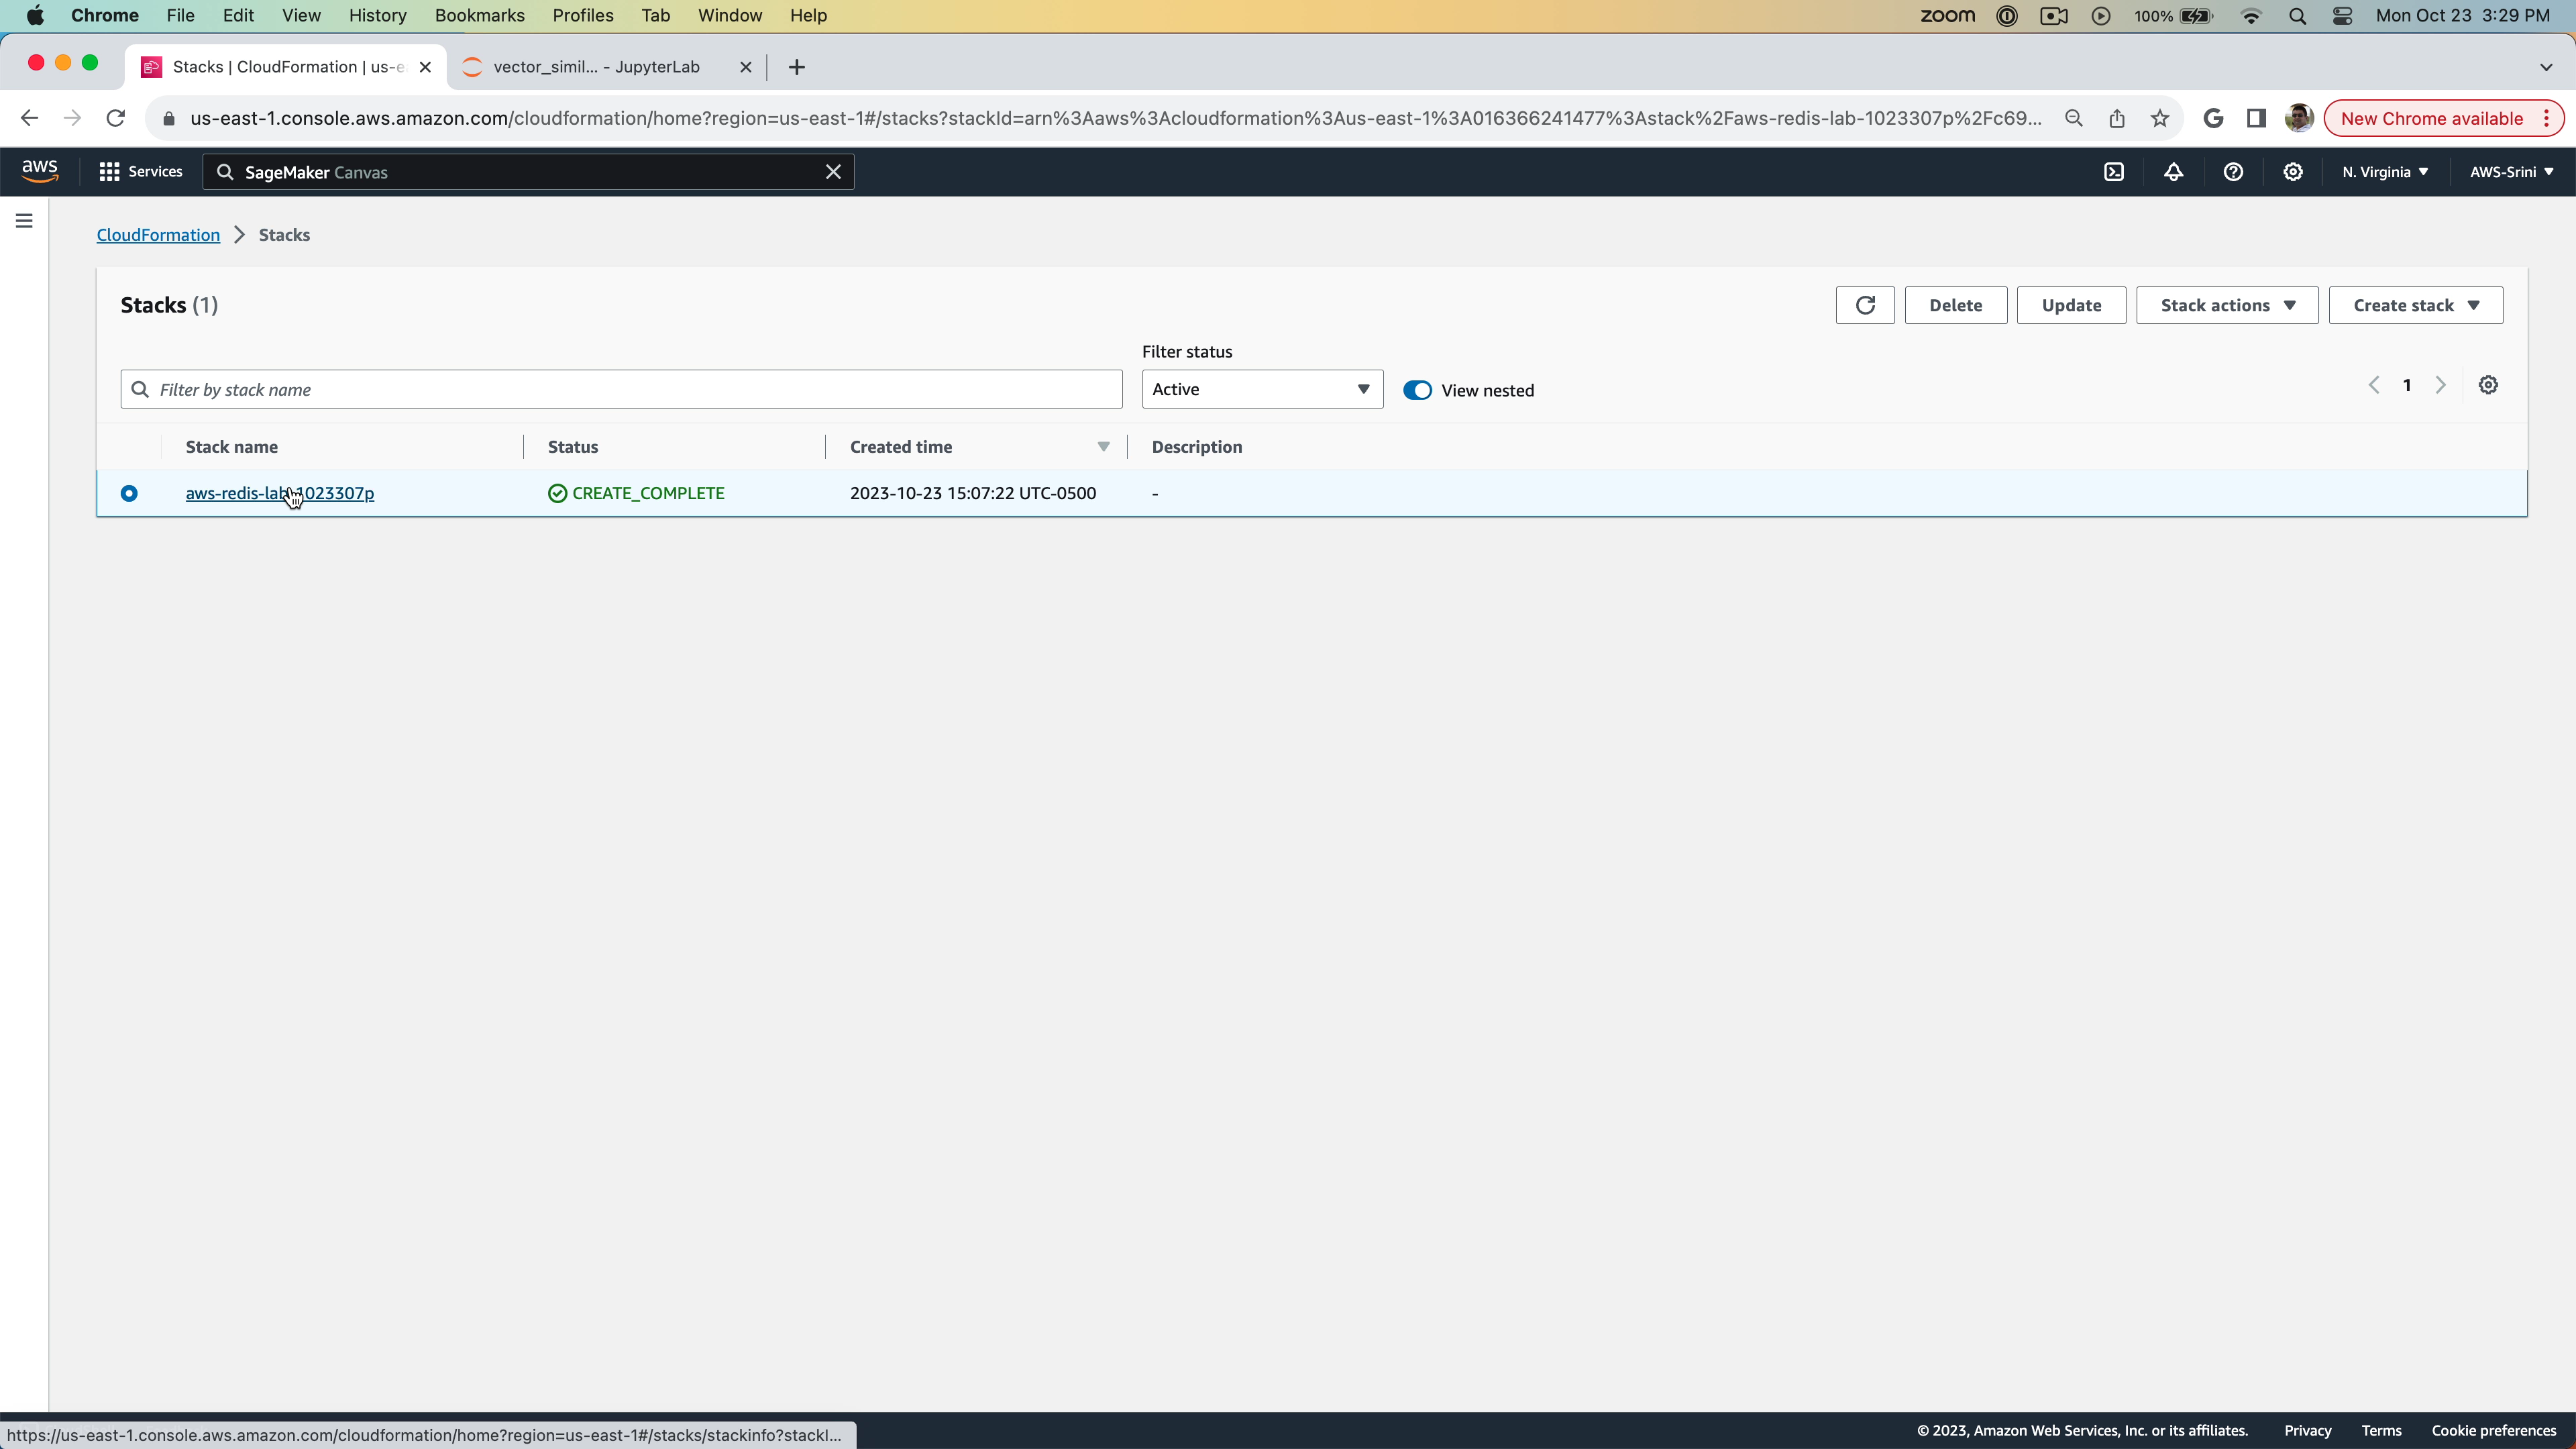 Chrome File Edit View History Bookmarks Profiles Tab Window Help zoom 100% Mon Oct 23 3:29 PM
Stacks | CloudFormation | us-e vector_simil... - JupyterLab
us-east-1.console.aws.amazon.com/cloudformation/home?region=us-east-1#/stacks?stackId=arn%3Aaws%3Acloudformation%3Aus-east-1%3A016366241477%3Astack%2Faws-redis-lab-1023307p%2Fc69... New Chrome available
aws Services SageMaker Canvas N. Virginia AWS-Srini
CloudFormation Stacks
Stacks (1) Delete Update Stack actions Create stack
Filter status
Filter by stack name Active View nested 1
Stack name Status Created time Description
aws-redis-lab-1023307p CREATE_COMPLETE 2023-10-23 15:07:22 UTC-0500 -
https://us-east-1.console.aws.amazon.com/cloudformation/home?region=us-east-1#/stacks/stackinfo?stackI... © 2023, Amazon Web Services, Inc. or its affiliates. Privacy Terms Cookie preferences